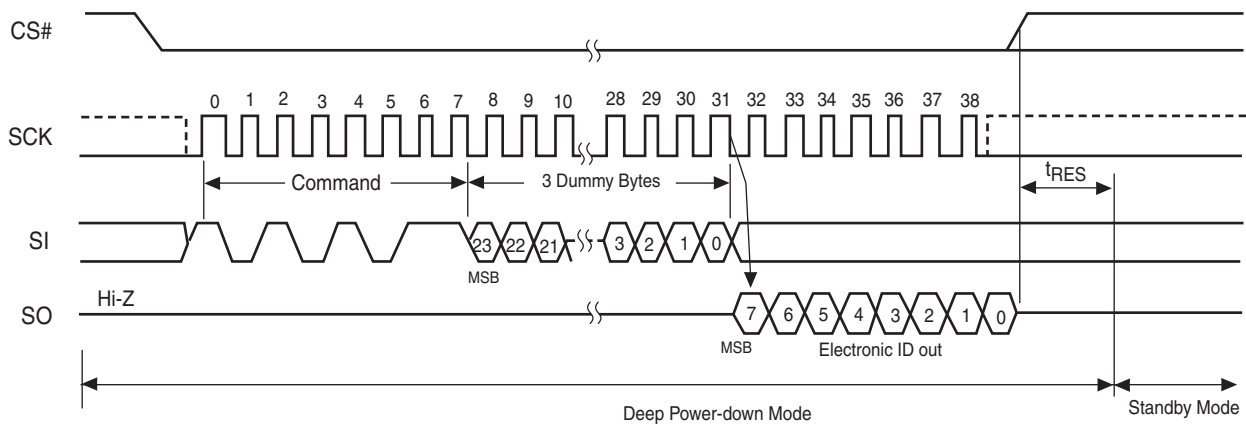 CS#
0 1 2 3 4 5 6 7 8 9 10 28 29 30 31 32 33 34 35 36 37 38
SCK
Command
3 Dummy Bytes
tRES
SI
23 22 21 3 2 1 0
MSB
Hi-Z
SO
7 6 5 4 3 2 1 0
MSB
Electronic ID out
Deep Power-down Mode
Standby Mode